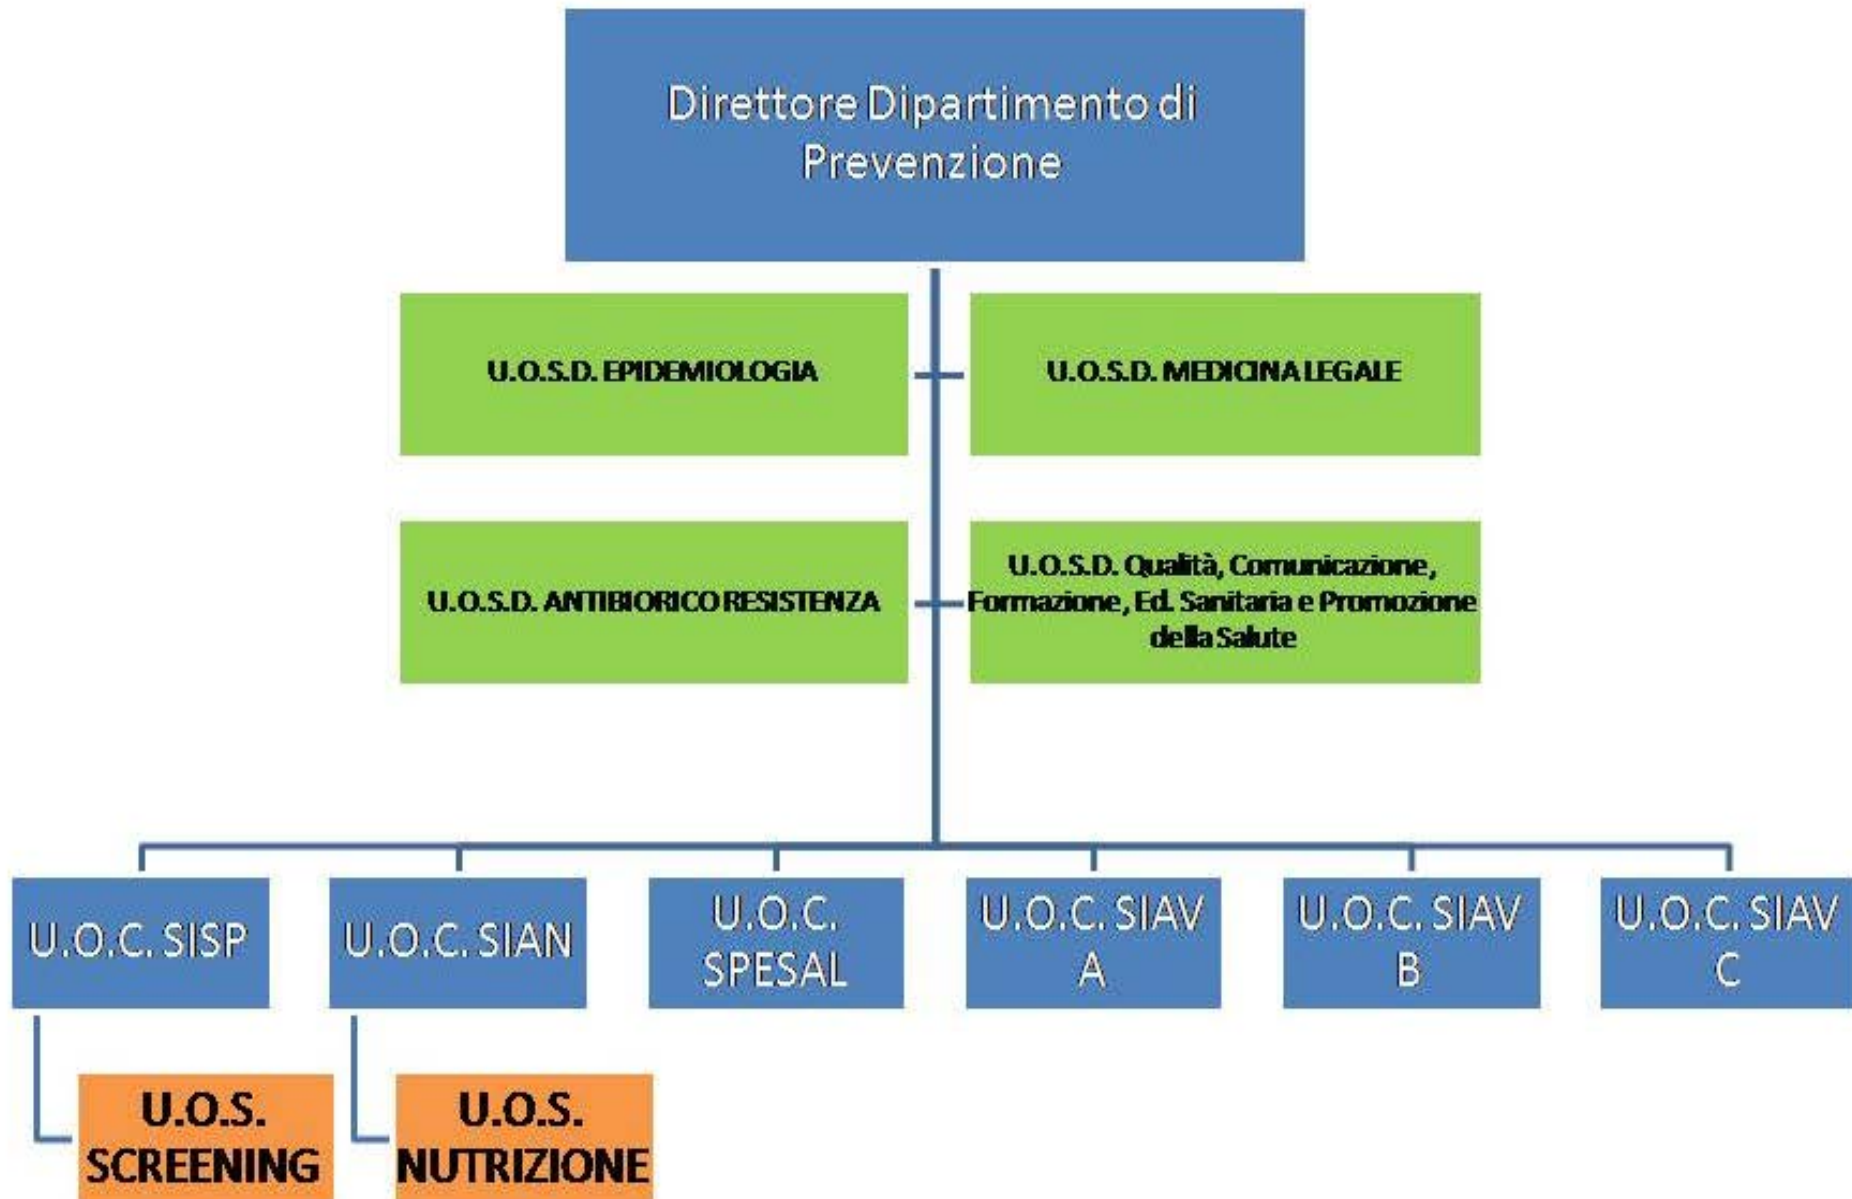 Direttore Dipartimento di
Prevenzione
U.O.S.D. EPIDEMIOLOGIA
U.O.S.D. MEDICINA LEGALE
U.O.S.D. ANTIBIORICO RESISTENZA
U.O.S.D. Qualità, Comunicazione,
Formazione, Ed. Sanitaria e Promozione
della Salute
U.O.C. SISP
U.O.C. SIAN
U.O.C.
SPESAL
U.O.C. SIAV
A
U.O.C. SIAV
B
U.O.C. SIAV
C
U.O.S.
SCREENING
U.O.S.
NUTRIZIONE